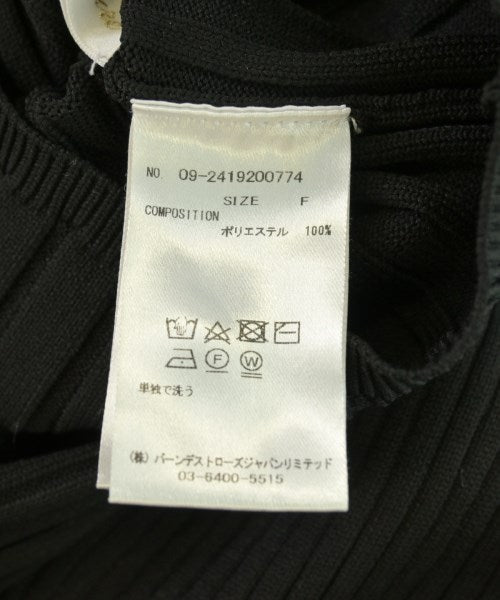 NO. 09-2419200774
SIZE F
COMPOSITION
ポリエステル 100%
F W
単独で洗う
(株) バーンデストローズジャパンリミテッド
03-6400-5515